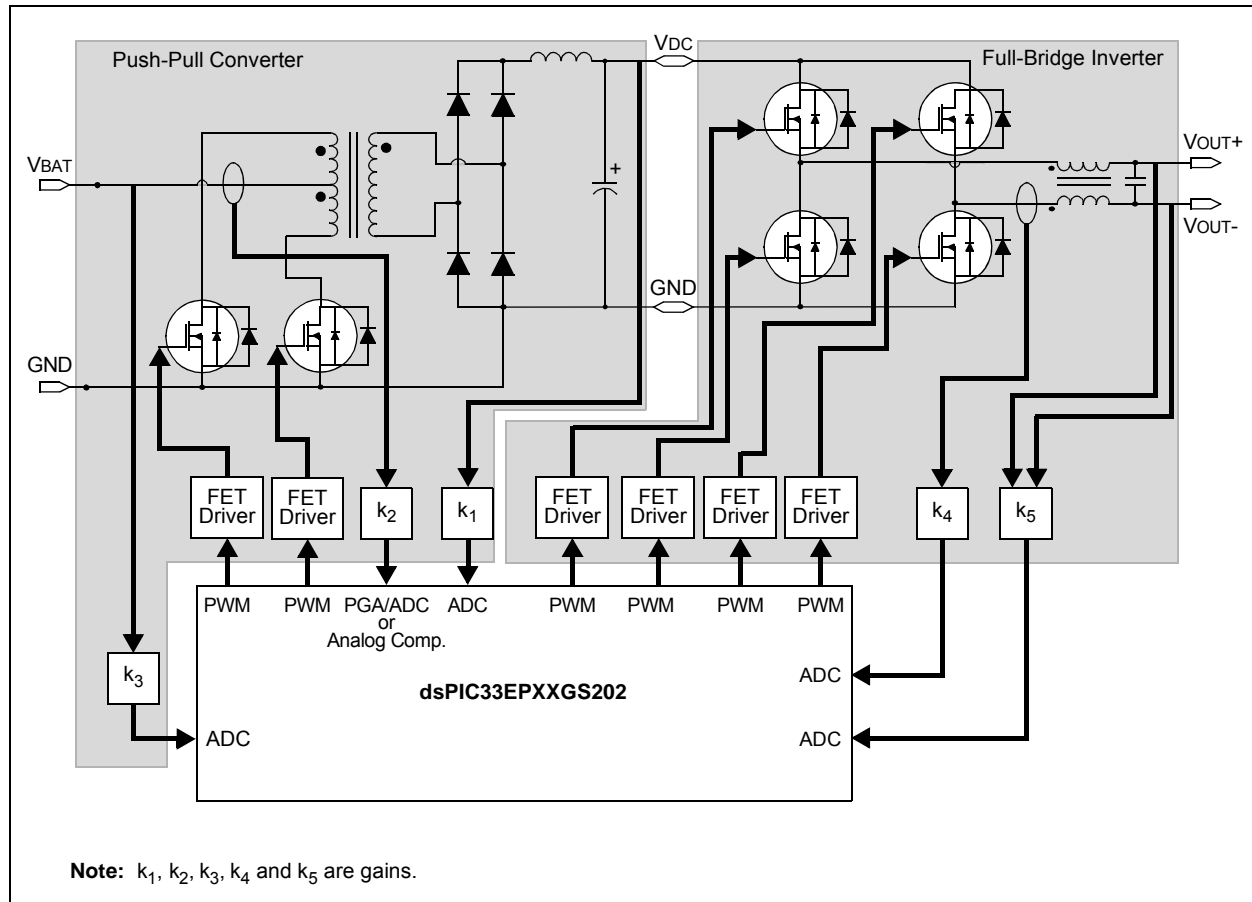 Push-Pull Converter
VDC
Full-Bridge Inverter
VBAT
+
VOUT+
VOUT-
GND
GND
FET
Driver
FET
Driver
k2
k1
FET
Driver
FET
Driver
FET
Driver
FET
Driver
k4
k5
PWM
PWM
PGA/ADC
or
Analog Comp.
ADC
PWM
PWM
PWM
PWM
k3
ADC
dsPIC33EPXXGS202
ADC
ADC
Note: k1, k2, k3, k4 and k5 are gains.